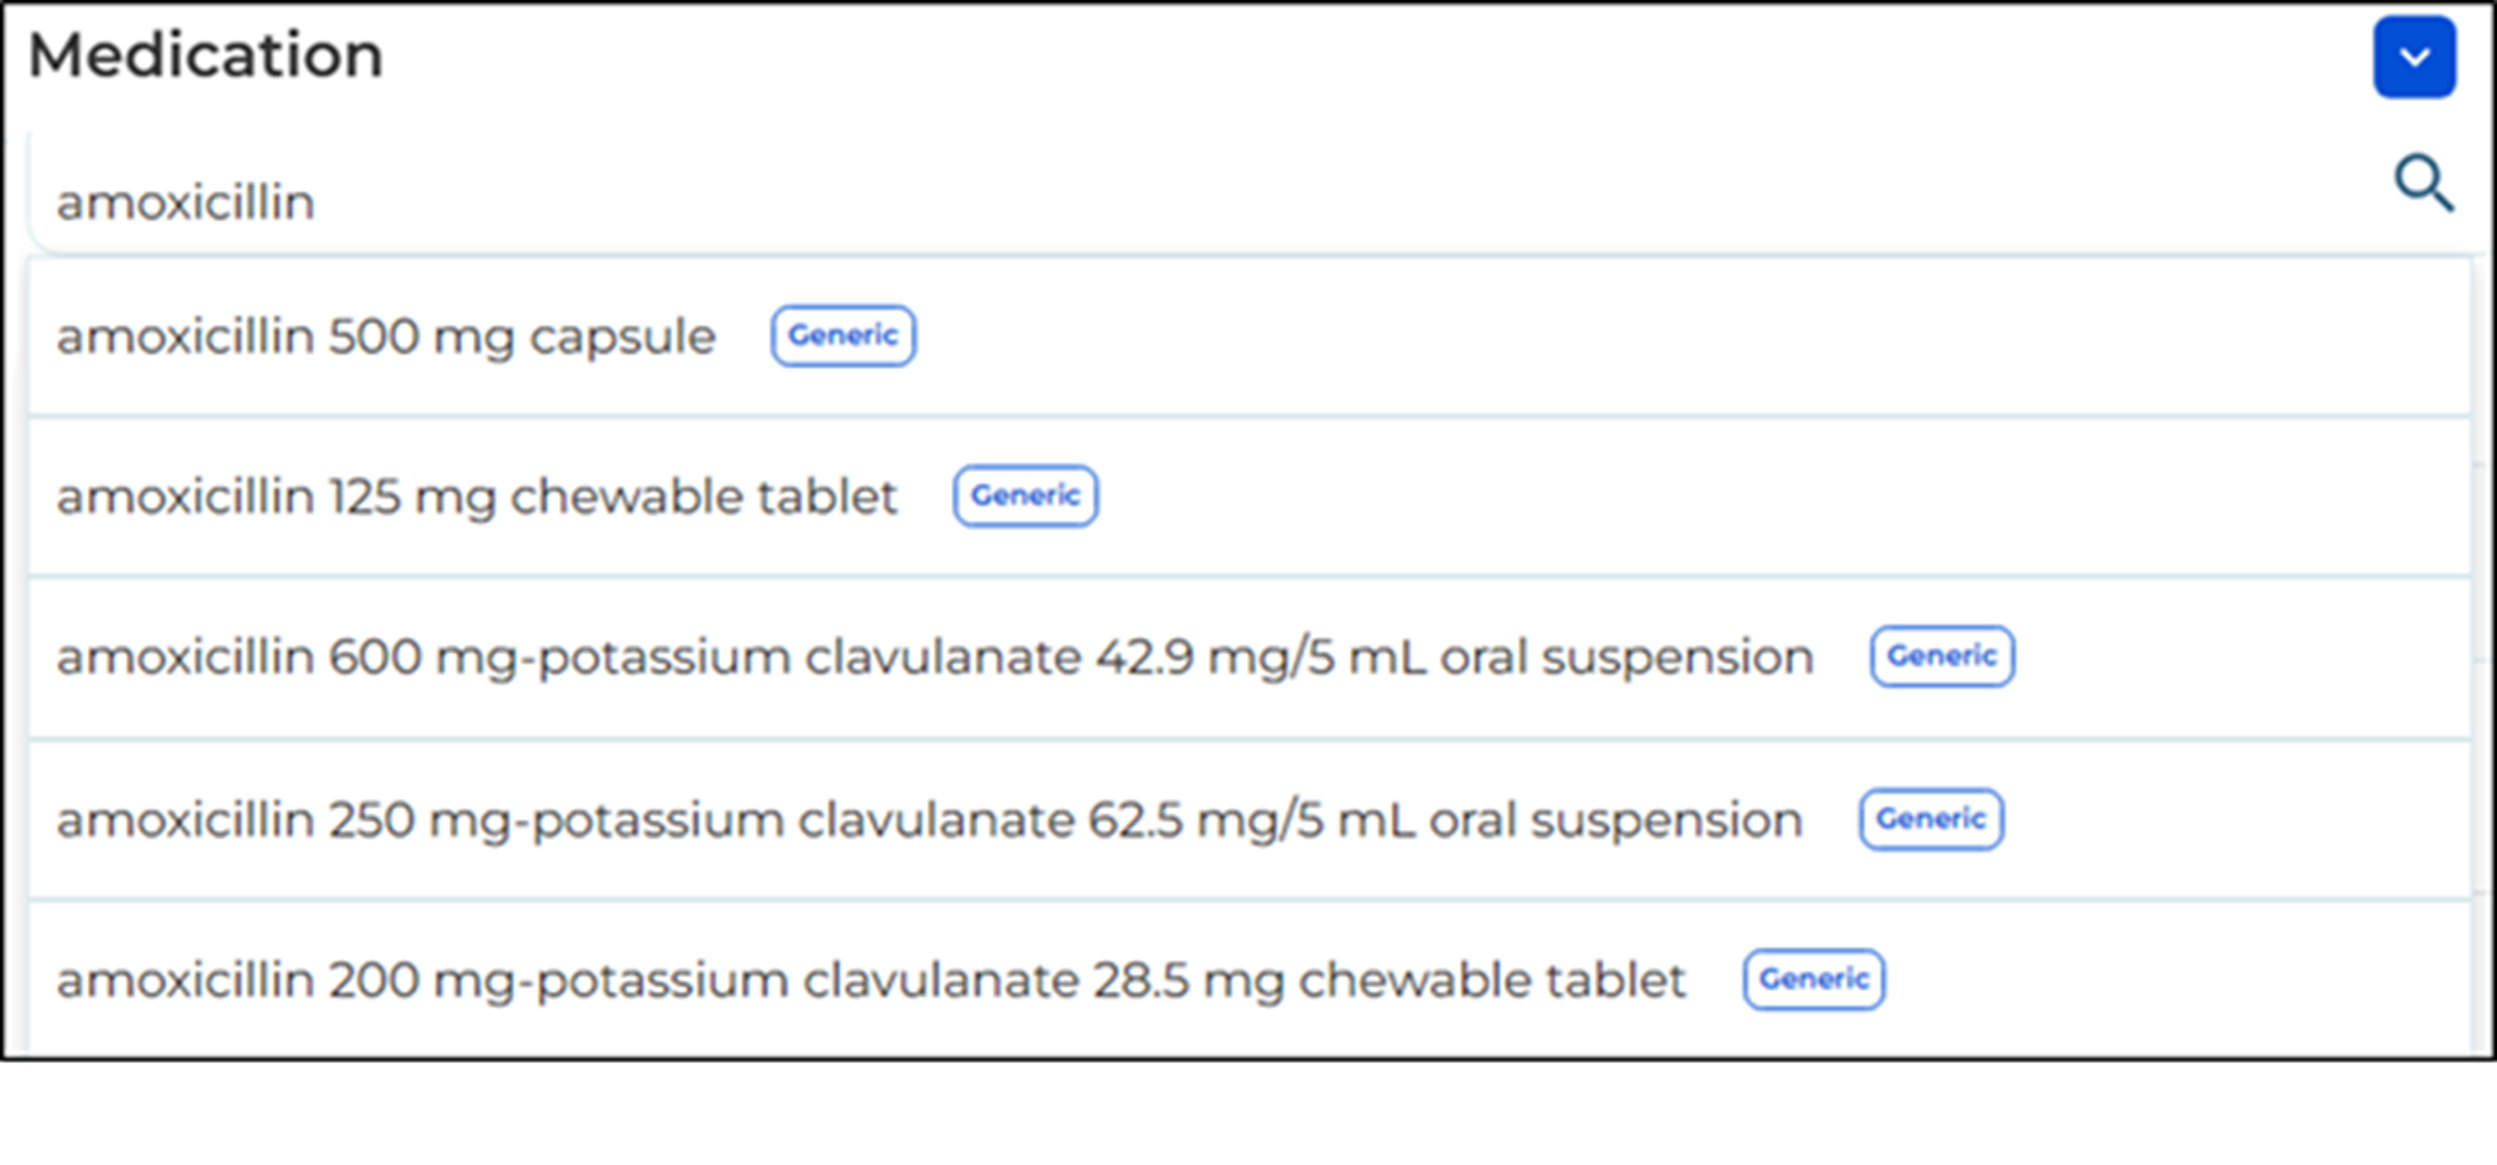 Medication
amoxicillin
amoxicillin 500 mg capsule Generic
amoxicillin 125 mg chewable tablet Generic
amoxicillin 600 mg-potassium clavulanate 42.9 mg/5 mL oral suspension Generic
amoxicillin 250 mg-potassium clavulanate 62.5 mg/5 mL oral suspension Generic
amoxicillin 200 mg-potassium clavulanate 28.5 mg chewable tablet Generic